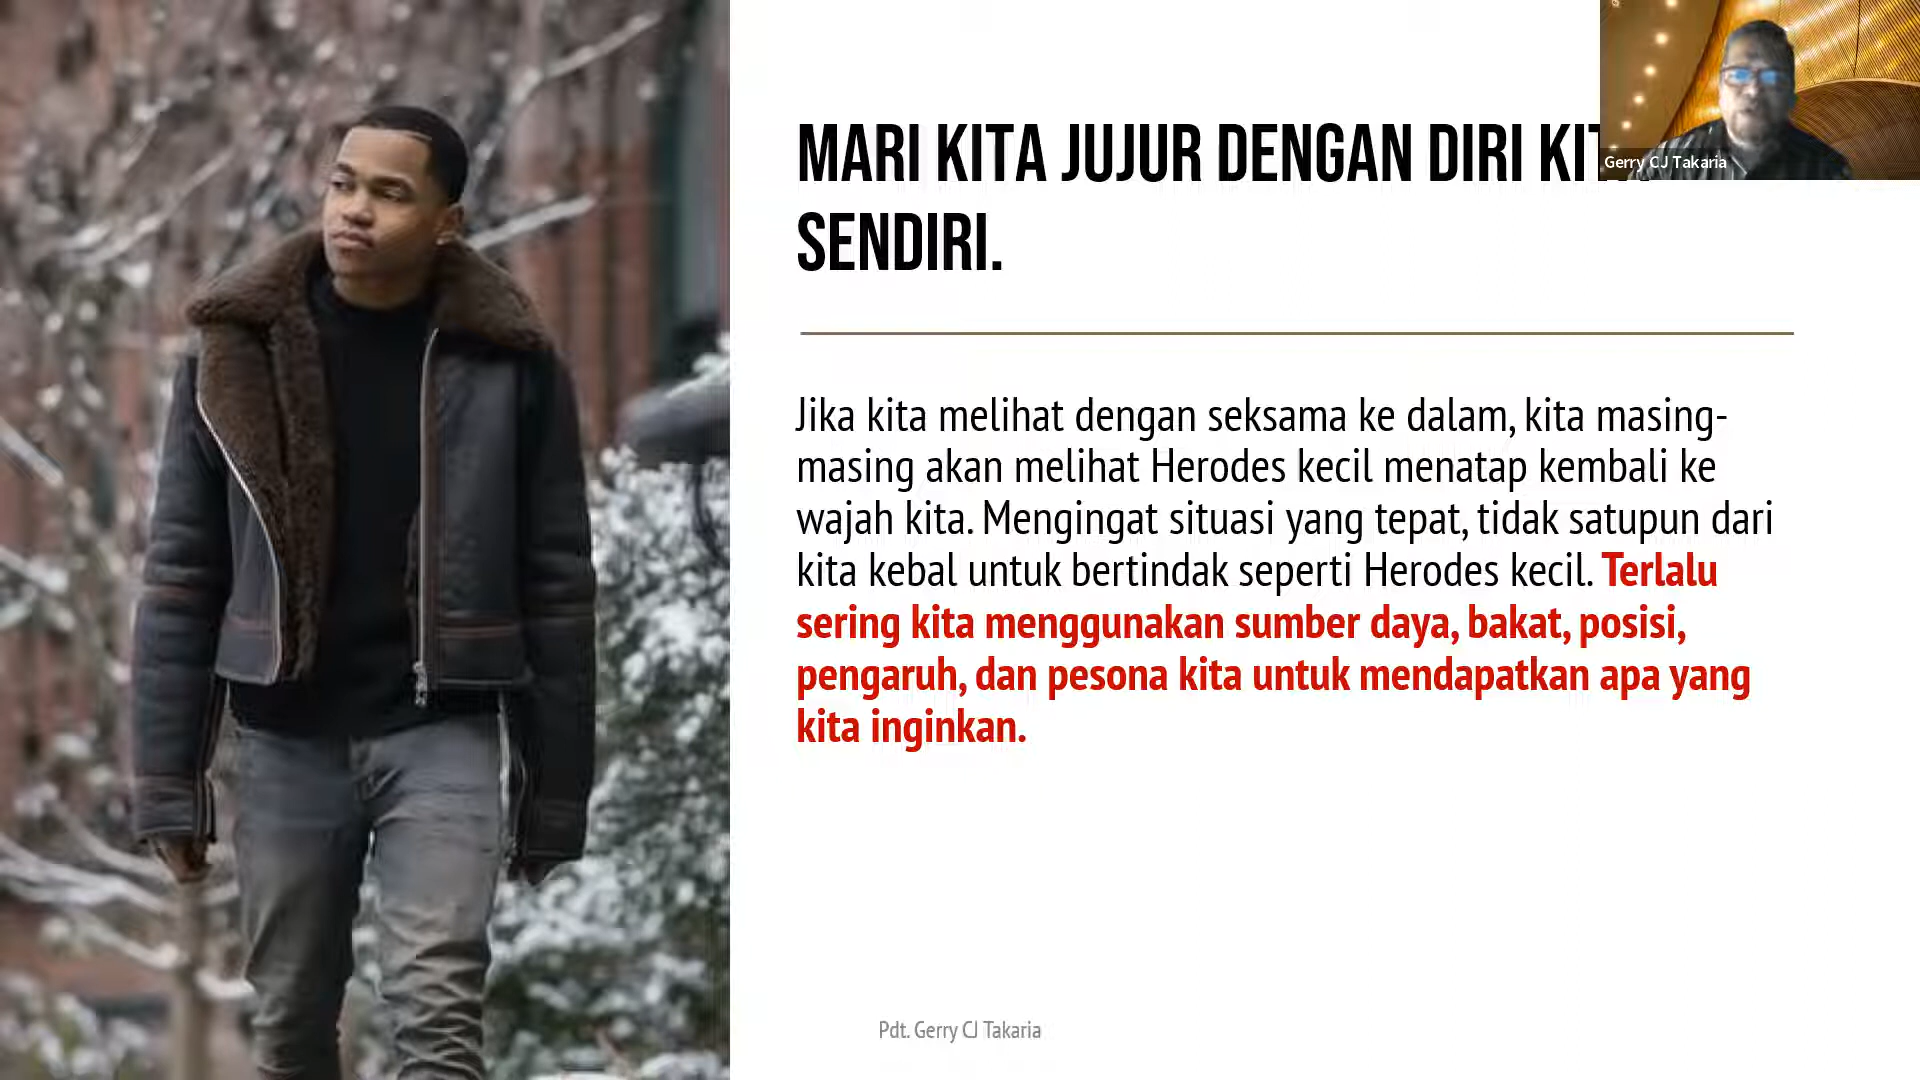 MARI KITA JUJUR DENGAN DIRI
SENDIRI.
Gerry CJ Takaria
Jika kita melihat dengan seksama ke dalam, kita masing-
masing akan melihat Herodes kecil menatap kembali ke
wajah kita. Mengingat situasi yang tepat, tidak satupun dari
kita kebal untuk bertindak seperti Herodes kecil. Terlalu
sering kita menggunakan sumber daya, bakat, posisi,
pengaruh, dan pesona kita untuk mendapatkan apa yang
kita inginkan.
Pdt. Gerry CJ Takaria